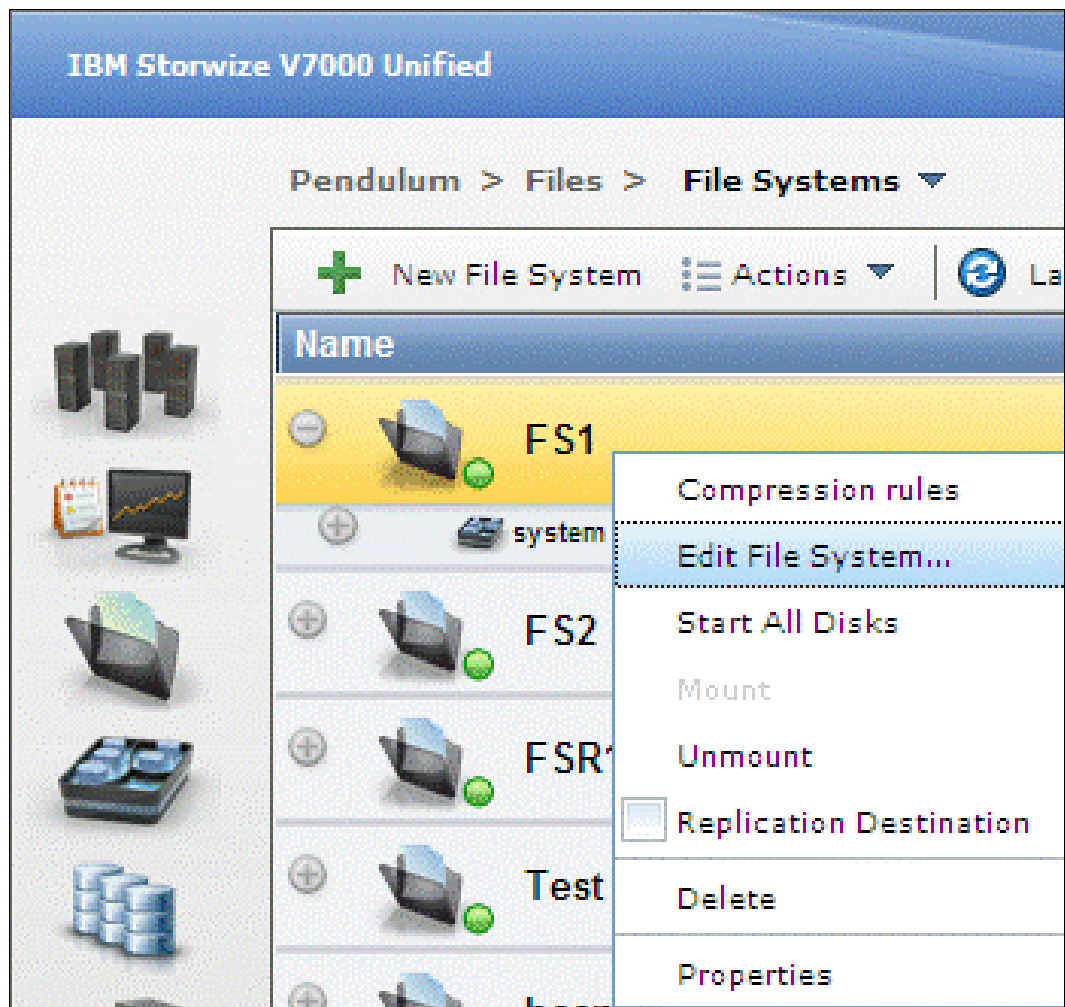 IBM Storwize V7000 Unified
Pendulum > Files > File Systems
New File System Actions
Name
FS1
system
FS2
Test
Compression rules
Edit File System...
Start All Disks
Mount
Unmount
Replication Destination
Delete
Properties